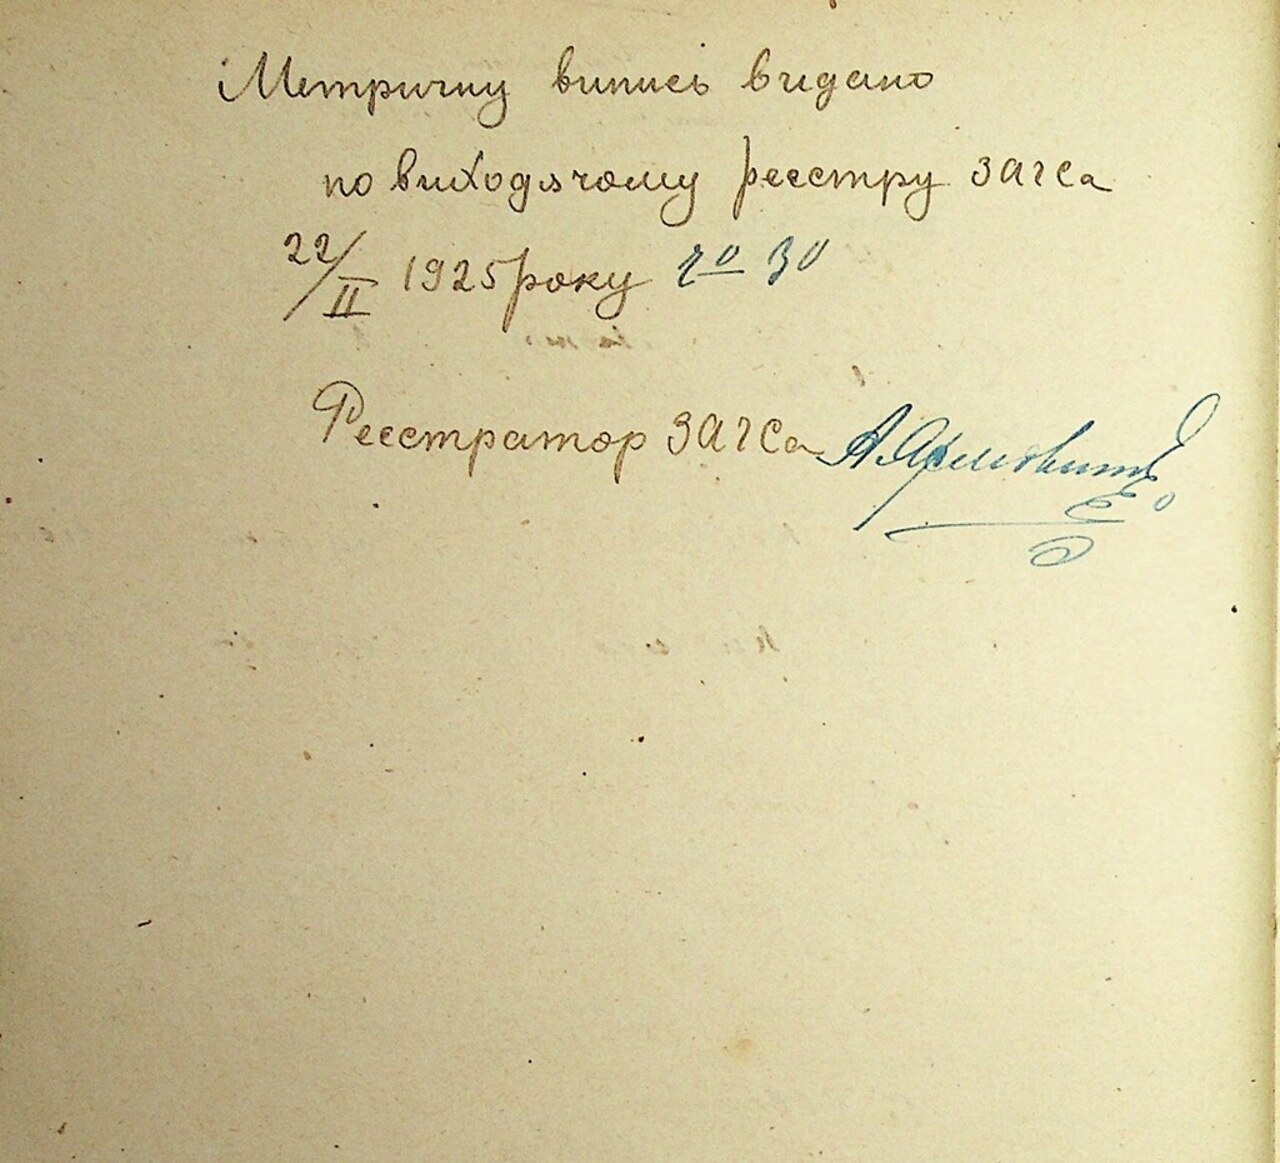 Метричну випись видано
по виходячому реєстру ЗАГСа
22/II 1925 року № 30
Реєстратор ЗАГСа А.